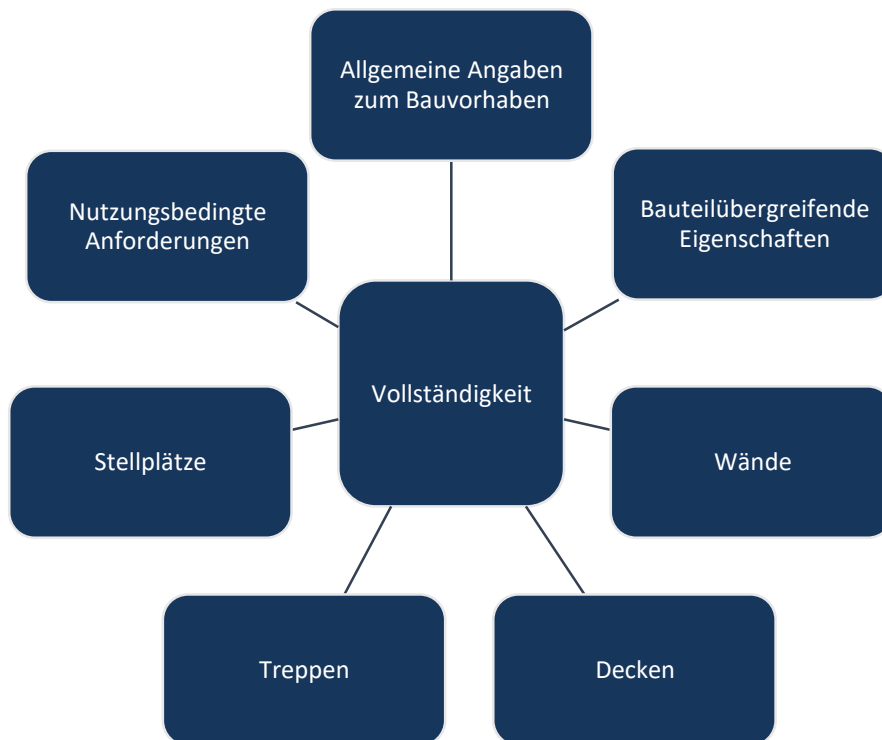 Allgemeine Angaben
zum Bauvorhaben
Nutzungsbedingte
Anforderungen
Bauteilübergreifende
Eigenschaften
Vollständigkeit
Stellplätze
Wände
Treppen
Decken